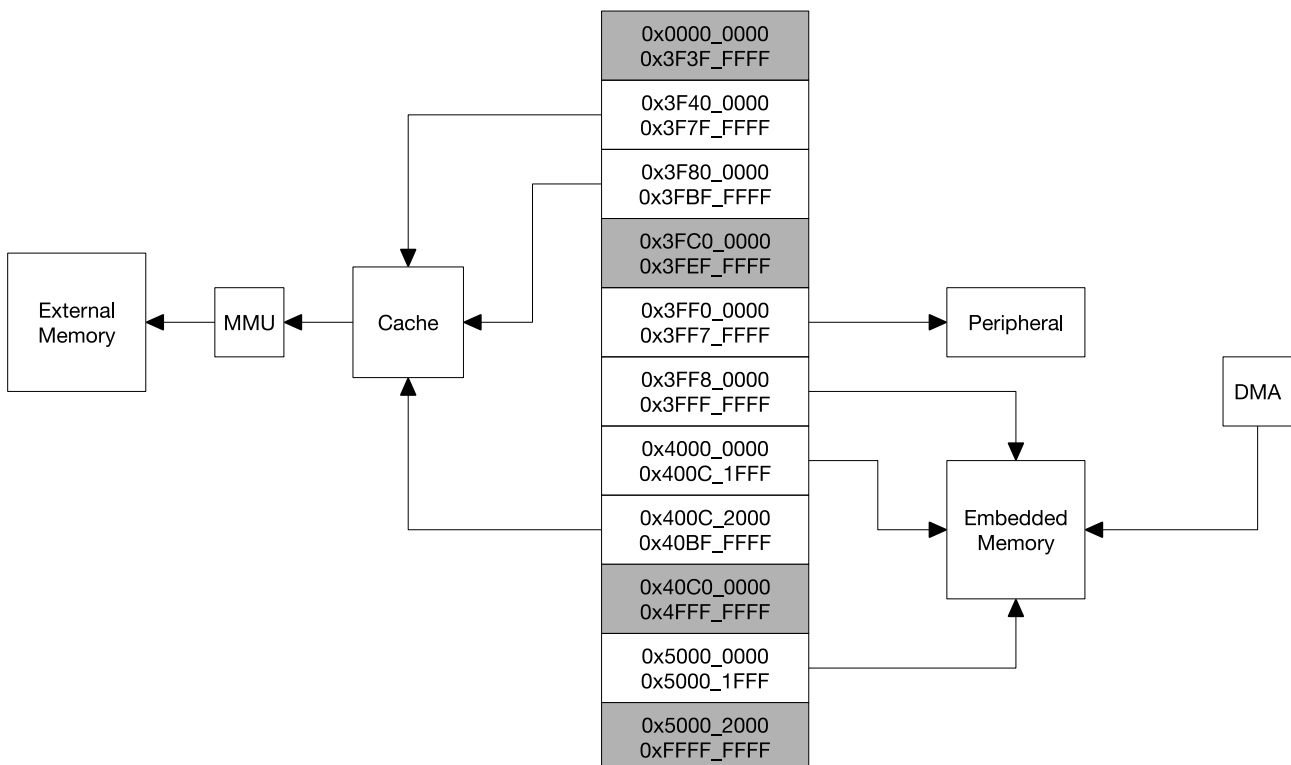 0x0000_0000
0x3F3F_FFFF
0x3F40_0000
0x3F7F_FFFF
0x3F80_0000
0x3FBF_FFFF
0x3FC0_0000
0x3FEF_FFFF
External
Memory
MMU
Cache
0x3FF0_0000
0x3FF7_FFFF
Peripheral
0x3FF8_0000
0x3FFF_FFFF
DMA
0x4000_0000
0x400C_1FFF
0x400C_2000
0x40BF_FFFF
Embedded
Memory
0x40C0_0000
0x4FFF_FFFF
0x5000_0000
0x5000_1FFF
0x5000_2000
0xFFFF_FFFF